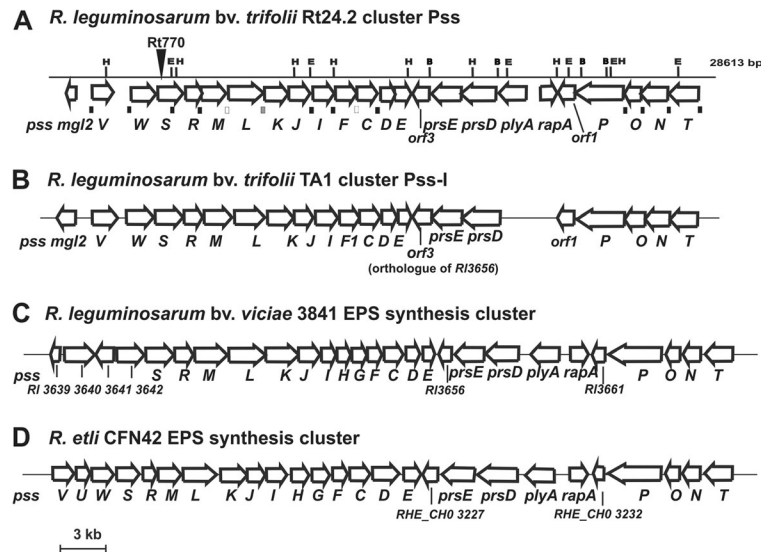 A R. leguminosarum bv. trifolii Rt24.2 cluster Pss
Rt770
H E H H E H H B H B E H E B B E H E 28613 bp
pss mgl2 V W S R M L K J I F C D E prsE prsD plyA rapA P O N T
orf3 orf1
B R. leguminosarum bv. trifolii TA1 cluster Pss-I
pss mgl2 V W S R M L K J I F1 C D E prsE prsD orf1 P O N T
orf3
(orthologue of Rl3656)
C R. leguminosarum bv. viciae 3841 EPS synthesis cluster
pss S R M L K J I H G F C D E prsE prsD plyA rapA P O N T
Rl 3639 3640 3641 3642 Rl3656 Rl3661
D R. etli CFN42 EPS synthesis cluster
pss V U W S R M L K J I H G F C D E prsE prsD plyA rapA P O N T
RHE_CH0 3227 RHE_CH0 3232
3 kb